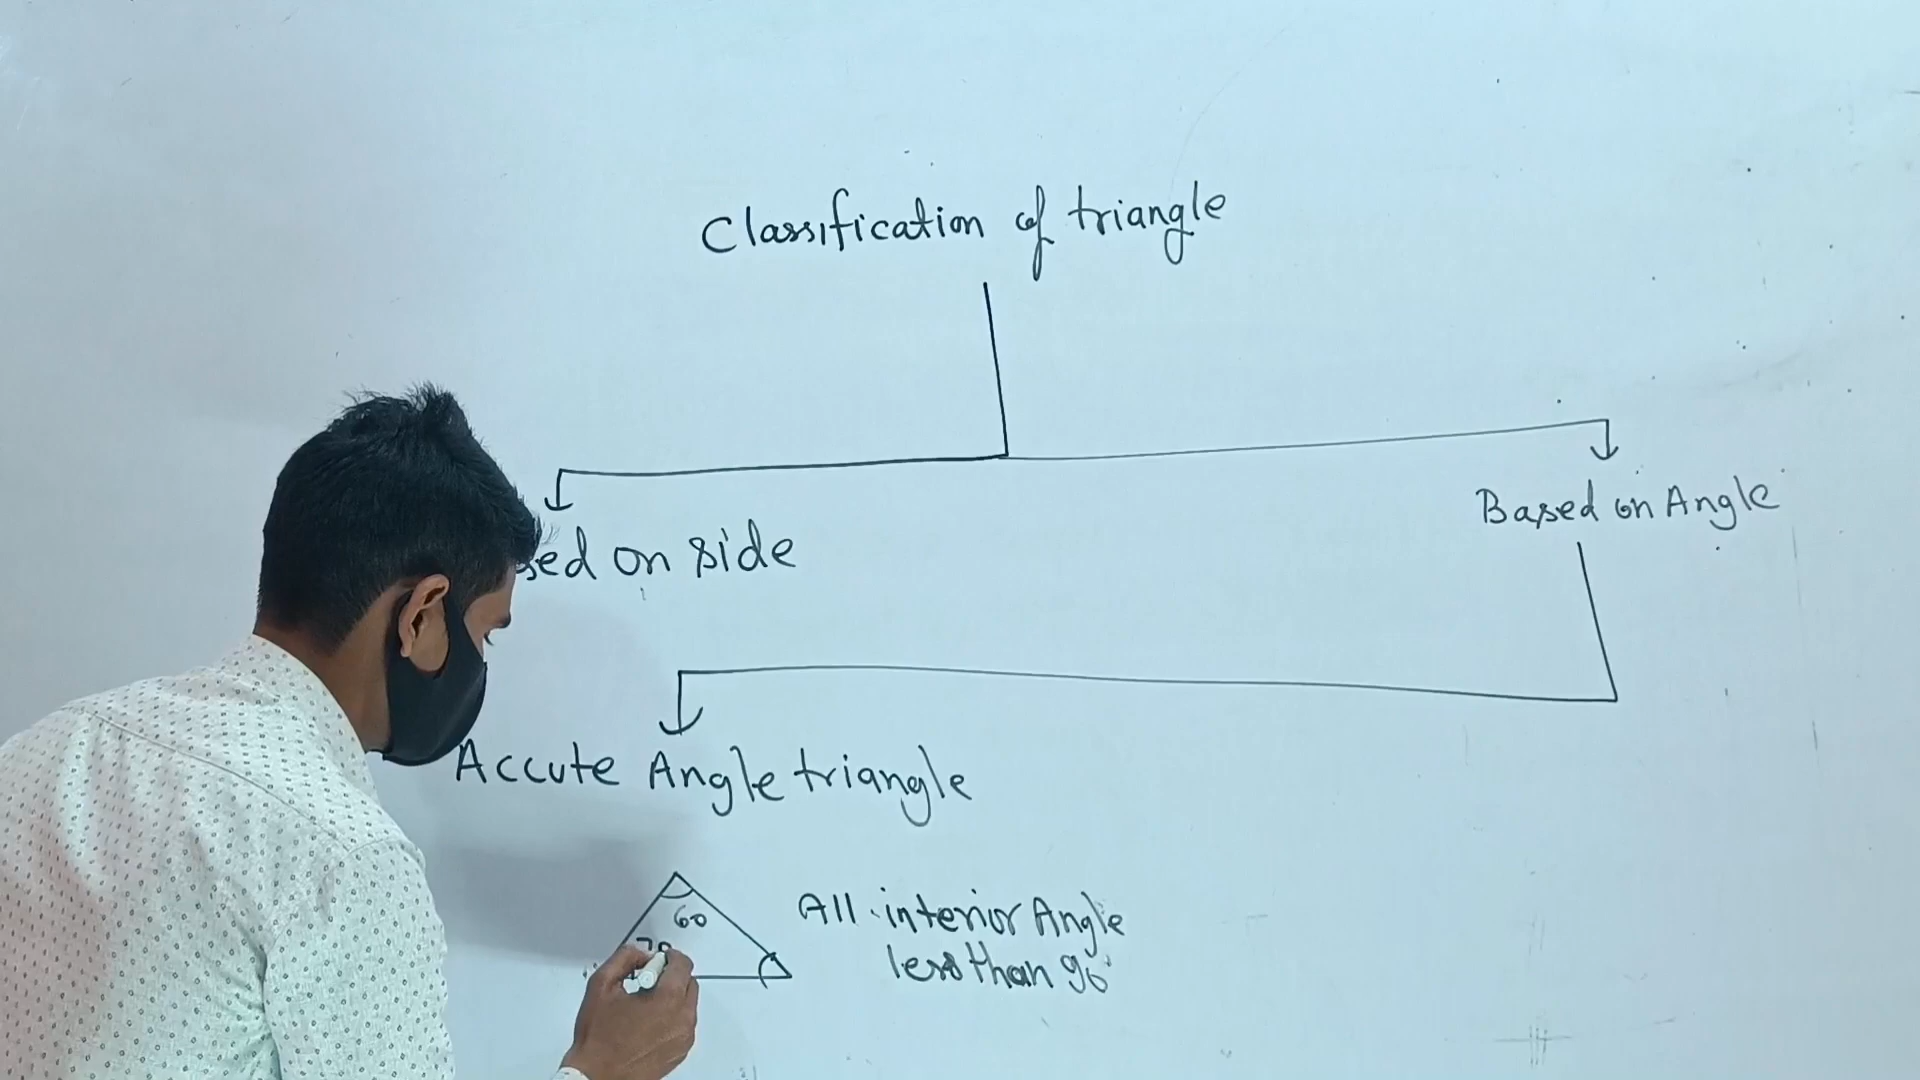 Classification of triangle
sed on side
Based on Angle
Accute Angle triangle
60
70
All interior Angle
less than 90°